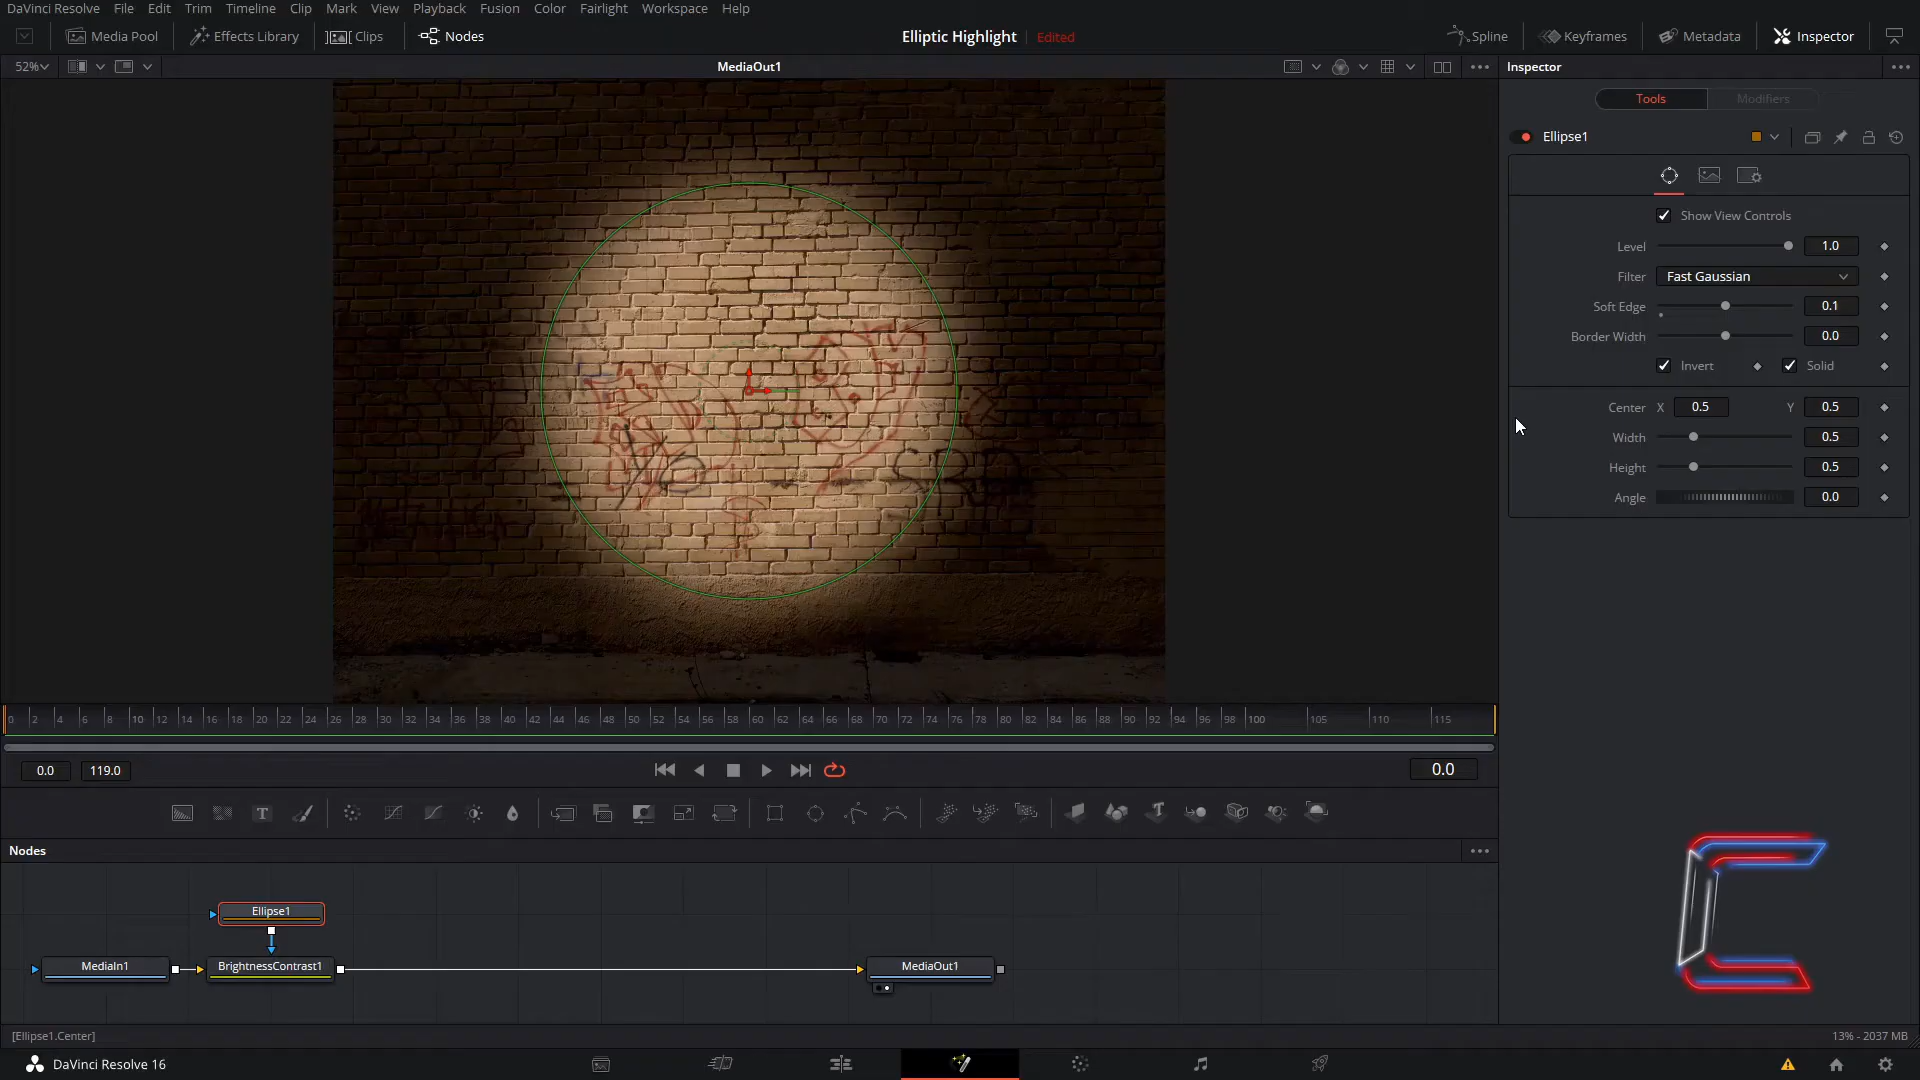 DaVinci Resolve File Edit Trim Timeline Clip Mark View Playback Fusion Color Fairlight Workspace Help
Media Pool Effects Library Clips Nodes Elliptic Highlight Edited Spline Keyframes Metadata Inspector
52% MediaOut1 Inspector
Tools Modifiers
Ellipse1
Show View Controls
Level 1.0
Filter Fast Gaussian
Soft Edge 0.1
Border Width 0.0
Invert Solid
Center X 0.5 Y 0.5
Width 0.5
Height 0.5
Angle 0.0
0 2 4 6 8 10 12 14 16 18 20 22 24 26 28 30 32 34 36 38 40 42 44 46 48 50 52 54 56 58 60 62 64 66 68 70 72 74 76 78 80 82 84 86 88 90 92 94 96 98 100 105 110 115
0.0 119.0 0.0
Nodes
Ellipse1
MediaIn1 BrightnessContrast1 MediaOut1
[Ellipse1.Center] 13% - 2037 MB
DaVinci Resolve 16